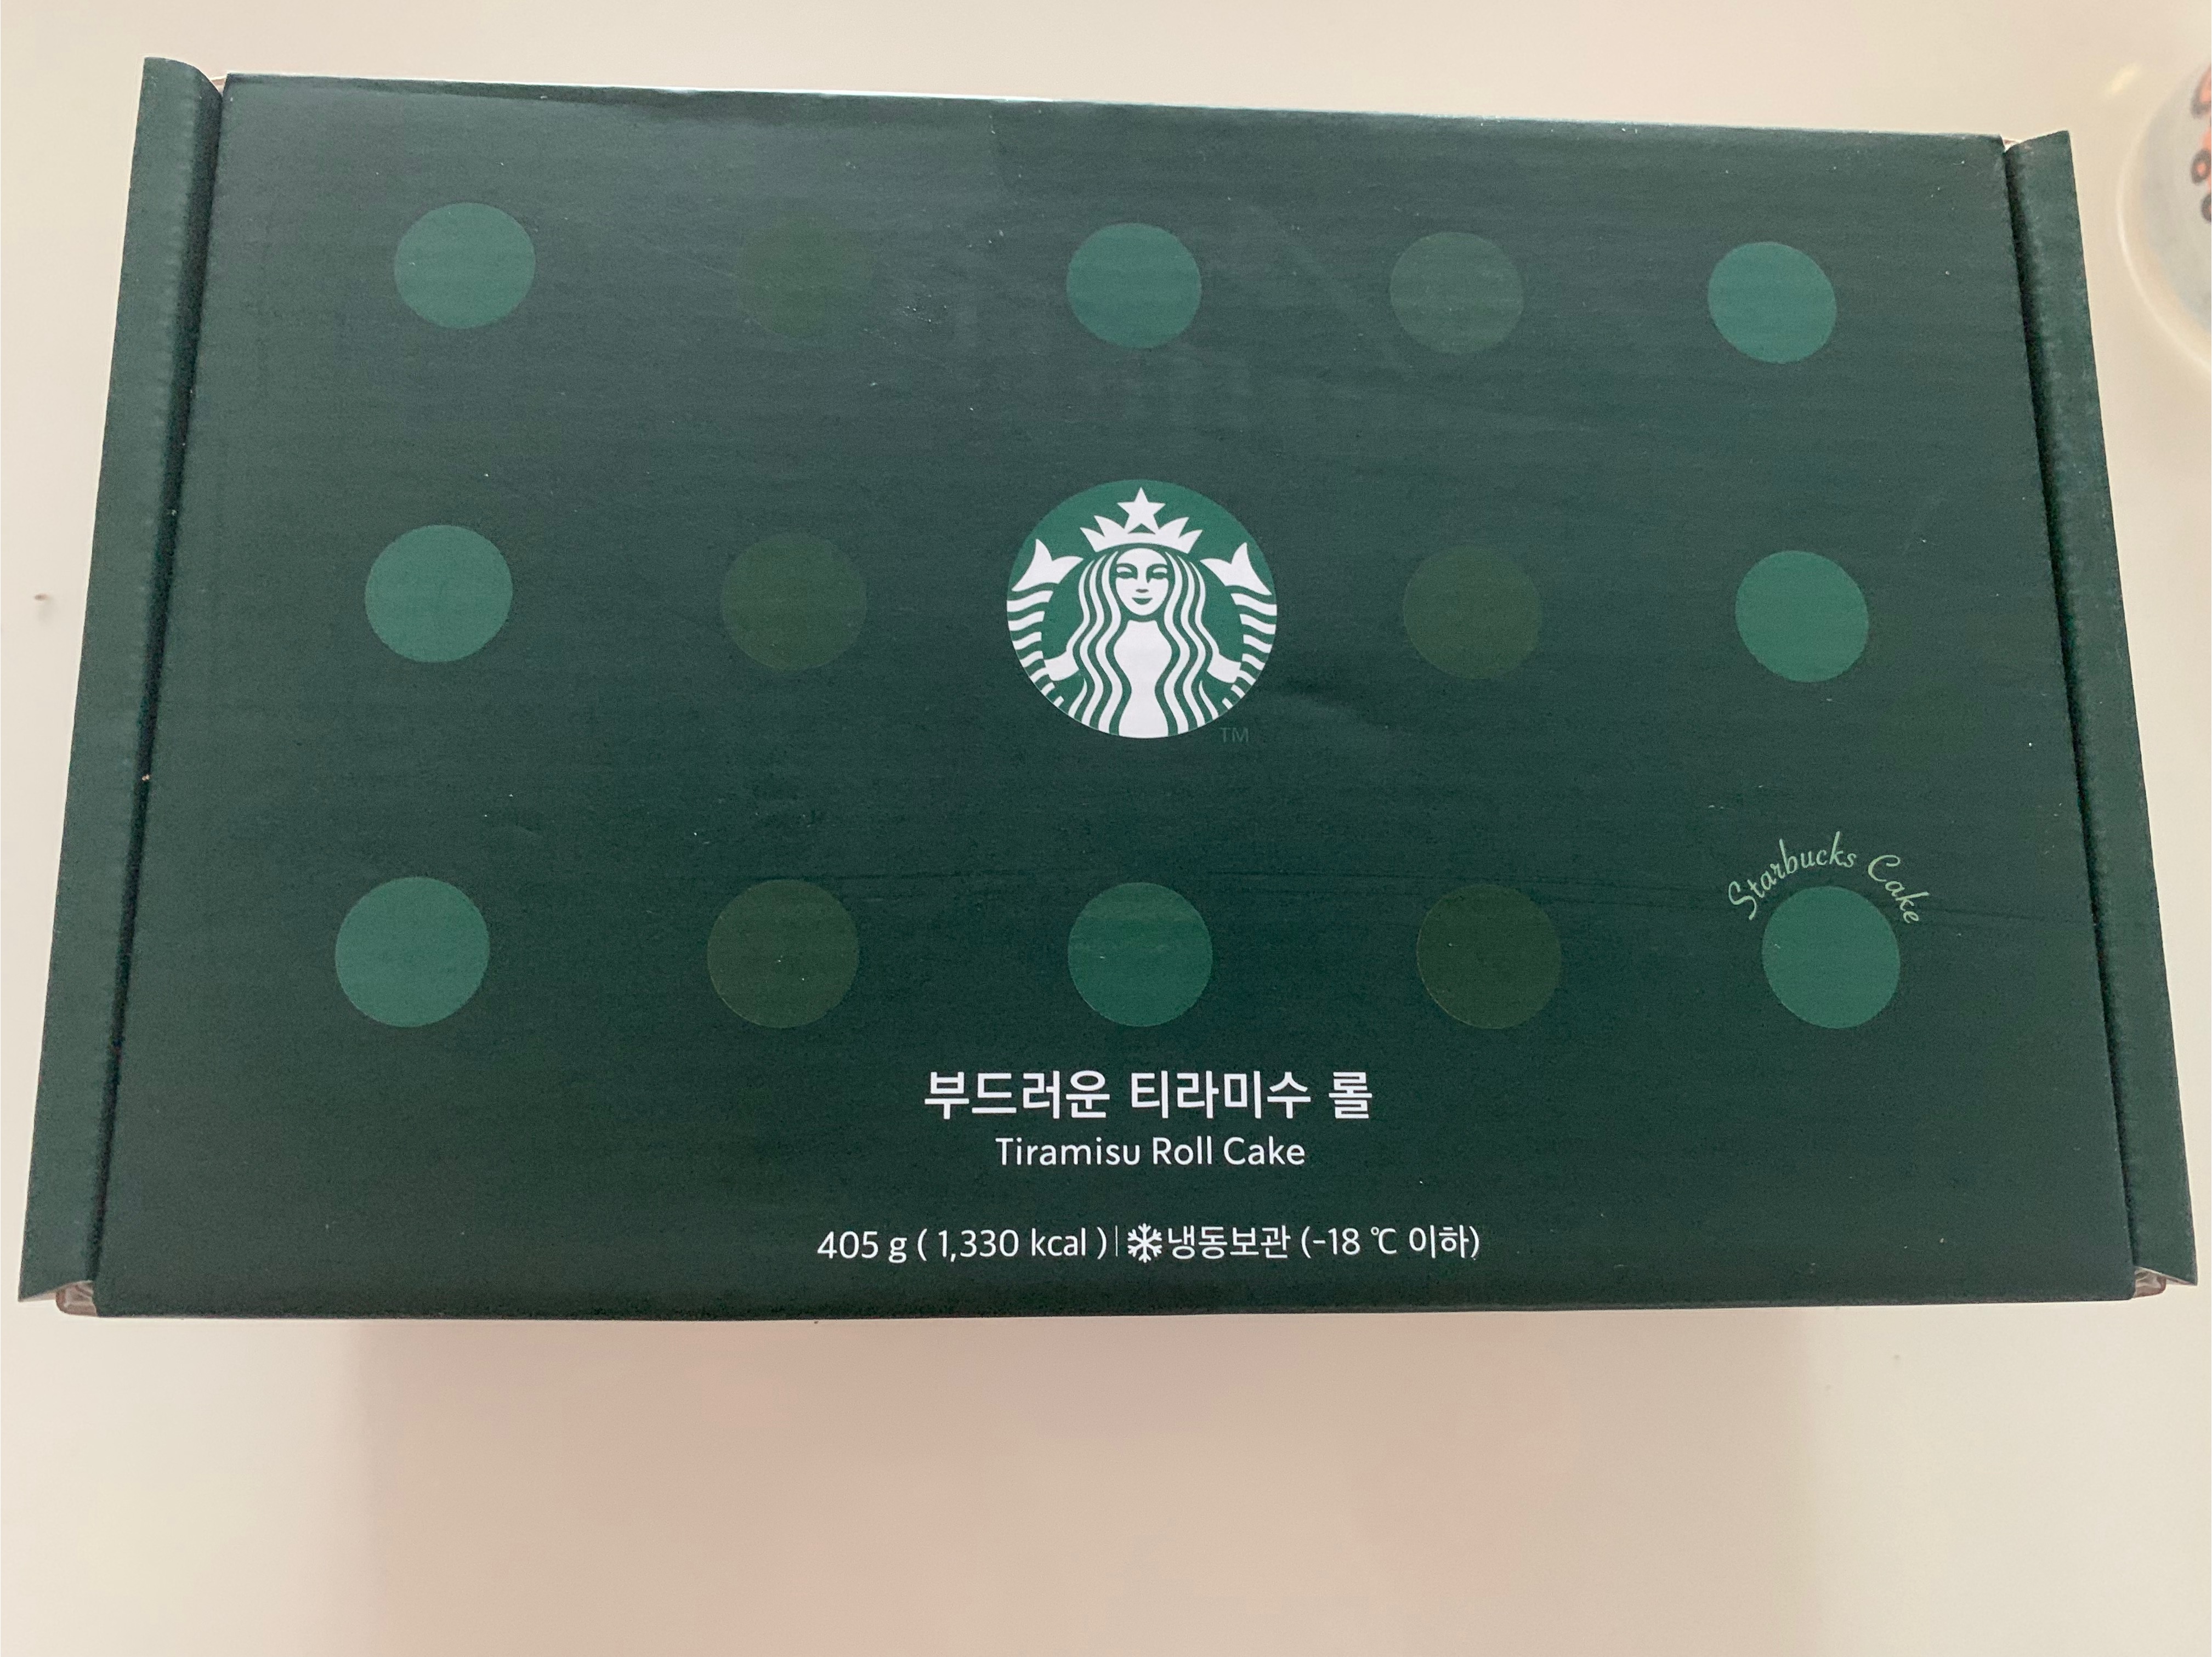 TM
Starbucks Cake
부드러운 티라미수 롤
Tiramisu Roll Cake
405 g ( 1,330 kcal ) | 냉동보관 (-18 ℃ 이하)